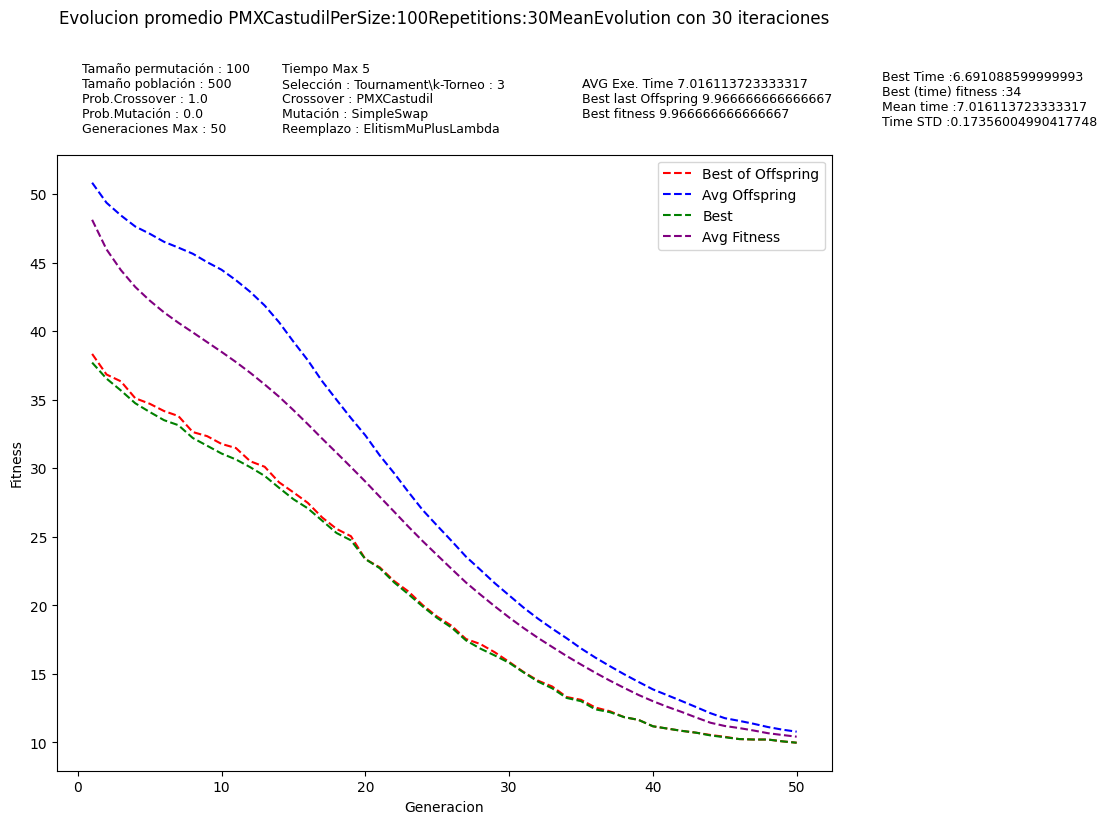 Evolucion promedio PMXCastudilPerSize:100Repetitions:30MeanEvolution con 30 iteraciones
Tamaño permutación : 100
Tamaño población : 500
Prob.Crossover : 1.0
Prob.Mutación : 0.0
Generaciones Max : 50
Tiempo Max 5
Selección : Tournament\k-Torneo : 3
Crossover : PMXCastudil
Mutación : SimpleSwap
Reemplazo : ElitismMuPlusLambda
AVG Exe. Time 7.016113723333317
Best last Offspring 9.966666666666667
Best fitness 9.966666666666667
Best Time :6.691088599999993
Best (time) fitness :34
Mean time :7.016113723333317
Time STD :0.17356004990417748
Best of Offspring
Avg Offspring
Best
Avg Fitness
Fitness
50
45
40
35
30
25
20
15
10
0
10
20
30
40
50
Generacion